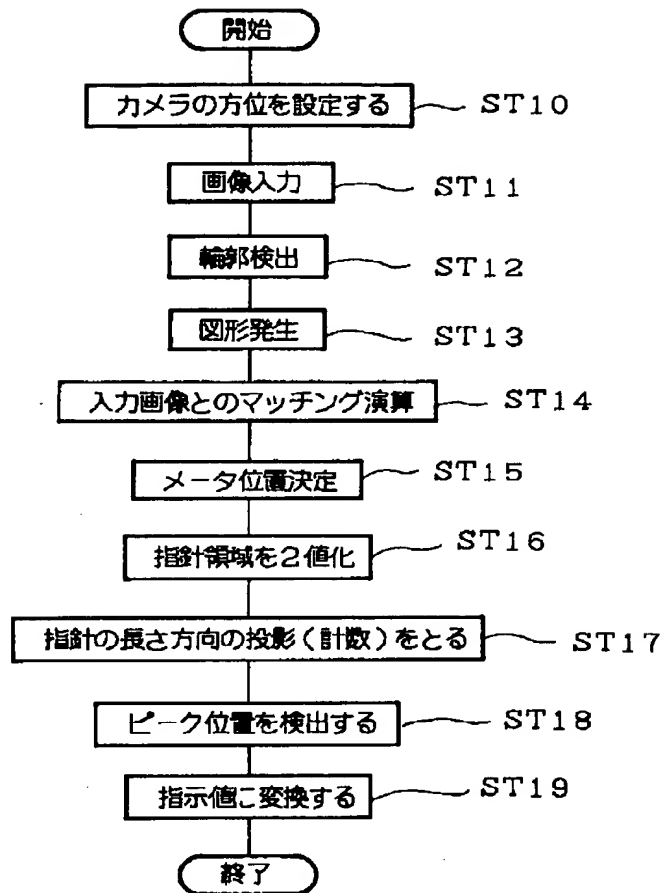 開始
カメラの方位を設定する ST10
画像入力 ST11
輪郭検出 ST12
図形発生 ST13
入力画像とのマッチング演算 ST14
メータ位置決定 ST15
指針領域を2値化 ST16
指針の長さ方向の投影(計数)をとる ST17
ピーク位置を検出する ST18
指示値に変換する ST19
終了